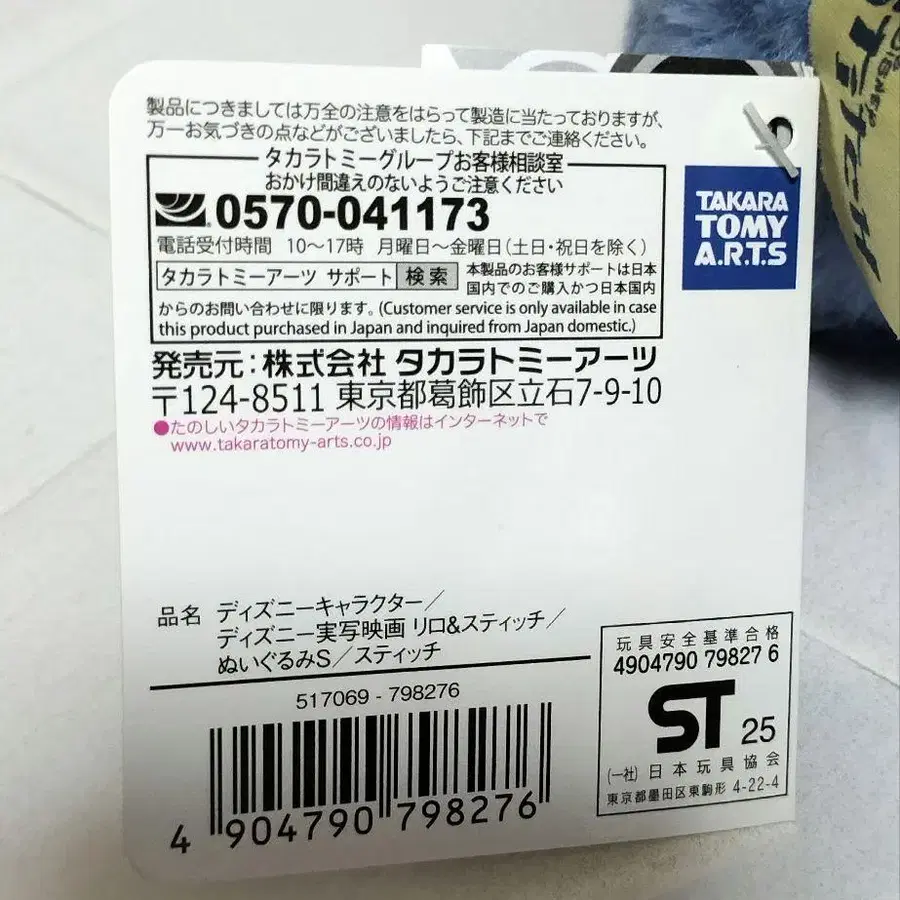 製品につきましては万全の注意をはらって製造に当たっておりますが、
万一お気づきの点などがございましたら、下記までご連絡ください。
タカラトミーグループお客様相談室
おかけ間違えのないようご注意ください
0570-041173
電話受付時間 10～17時 月曜日～金曜日(土日・祝日を除く)
タカラトミーアーツ サポート 検索
本製品のお客様サポートは日本
国内でのご購入かつ日本国内
からのお問い合わせに限ります。(Customer service is only available in case
this product purchased in Japan and inquired from Japan domestic.)
発売元:株式会社 タカラトミーアーツ
〒124-8511 東京都葛飾区立石7-9-10
●たのしいタカラトミーアーツの情報はインターネットで
www.takaratomy-arts.co.jp
TAKARA
TOMY
A.R.T.S
品名 ディズニーキャラクター/
ディズニー実写映画 リロ&スティッチ/
ぬいぐるみS/スティッチ
517069 - 798276
4 904790 798276
玩具安全基準合格
4904790 79827 6
ST 25
(一社) 日本玩具協会
東京都墨田区東駒形 4-22-4